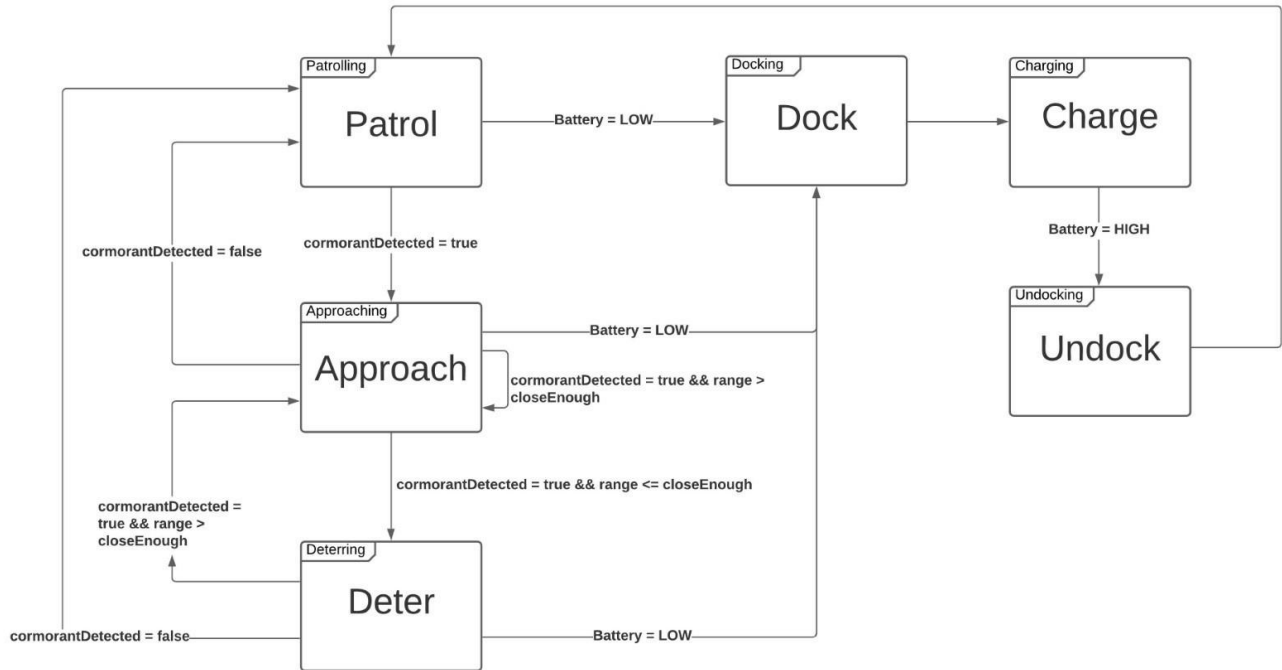 Patrolling
Patrol
Docking
Dock
Charging
Charge
Battery = LOW
cormorantDetected = true
cormorantDetected = false
Battery = HIGH
Undocking
Undock
Approaching
Approach
Battery = LOW
cormorantDetected = true && range >
closeEnough
cormorantDetected = true && range <= closeEnough
cormorantDetected =
true && range >
closeEnough
Deterring
Deter
cormorantDetected = false
Battery = LOW